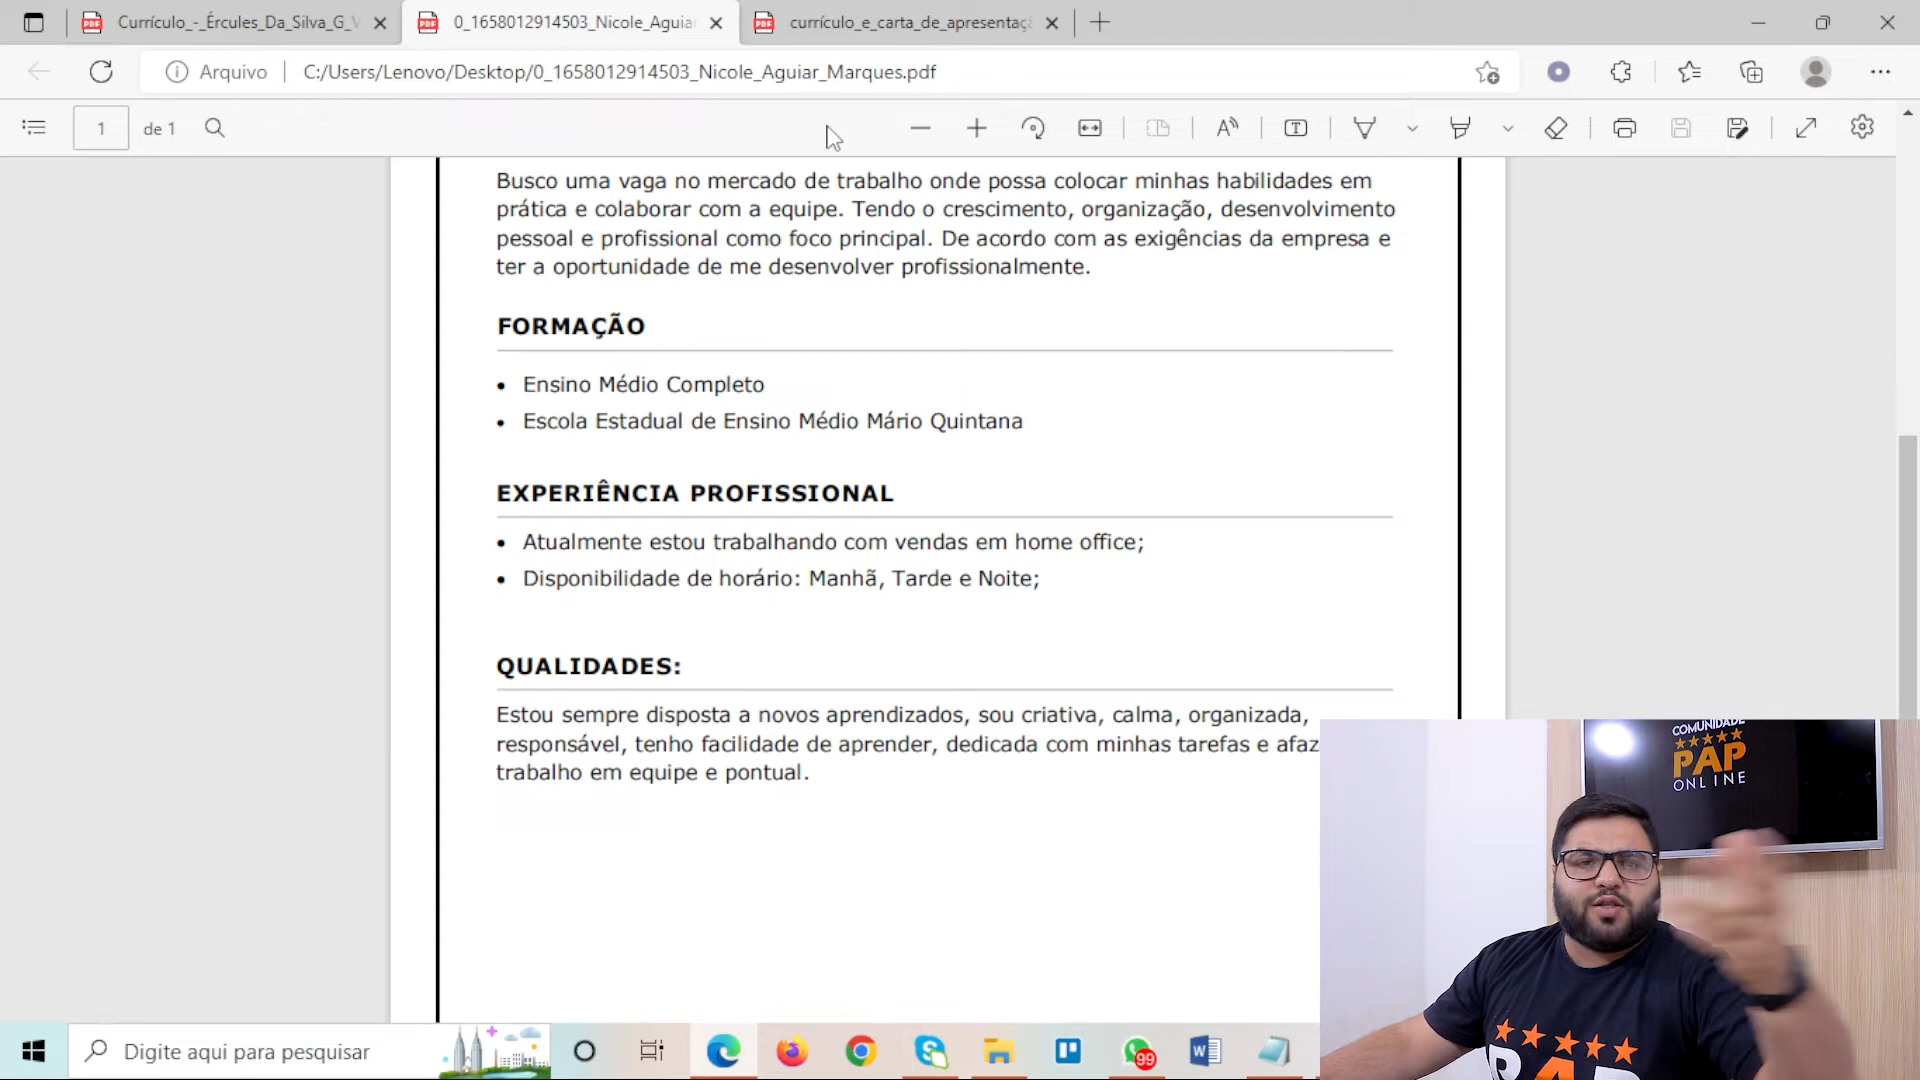 Currículo_-_Ércules_Da_Silva_G_V
0_1658012914503_Nicole_Aguiar
currículo_e_carta_de_apresentaçã
Arquivo
C:/Users/Lenovo/Desktop/0_1658012914503_Nicole_Aguiar_Marques.pdf
1
de 1
Busco uma vaga no mercado de trabalho onde possa colocar minhas habilidades em
prática e colaborar com a equipe. Tendo o crescimento, organização, desenvolvimento
pessoal e profissional como foco principal. De acordo com as exigências da empresa e
ter a oportunidade de me desenvolver profissionalmente.
FORMAÇÃO
• Ensino Médio Completo
• Escola Estadual de Ensino Médio Mário Quintana
EXPERIÊNCIA PROFISSIONAL
• Atualmente estou trabalhando com vendas em home office;
• Disponibilidade de horário: Manhã, Tarde e Noite;
QUALIDADES:
Estou sempre disposta a novos aprendizados, sou criativa, calma, organizada,
responsável, tenho facilidade de aprender, dedicada com minhas tarefas e afaz
trabalho em equipe e pontual.
COMUNIDADE
PAP
ONLINE
PAP
Digite aqui para pesquisar
99